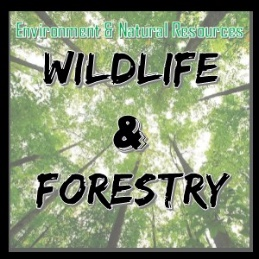 Environment & Natural Resources
WILDLIFE
&
FORESTRY